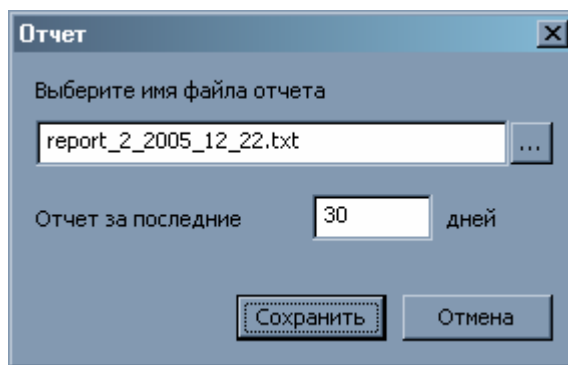 Отчет
Выберите имя файла отчета
report_2_2005_12_22.txt ...
Отчет за последние 30 дней
Сохранить Отмена